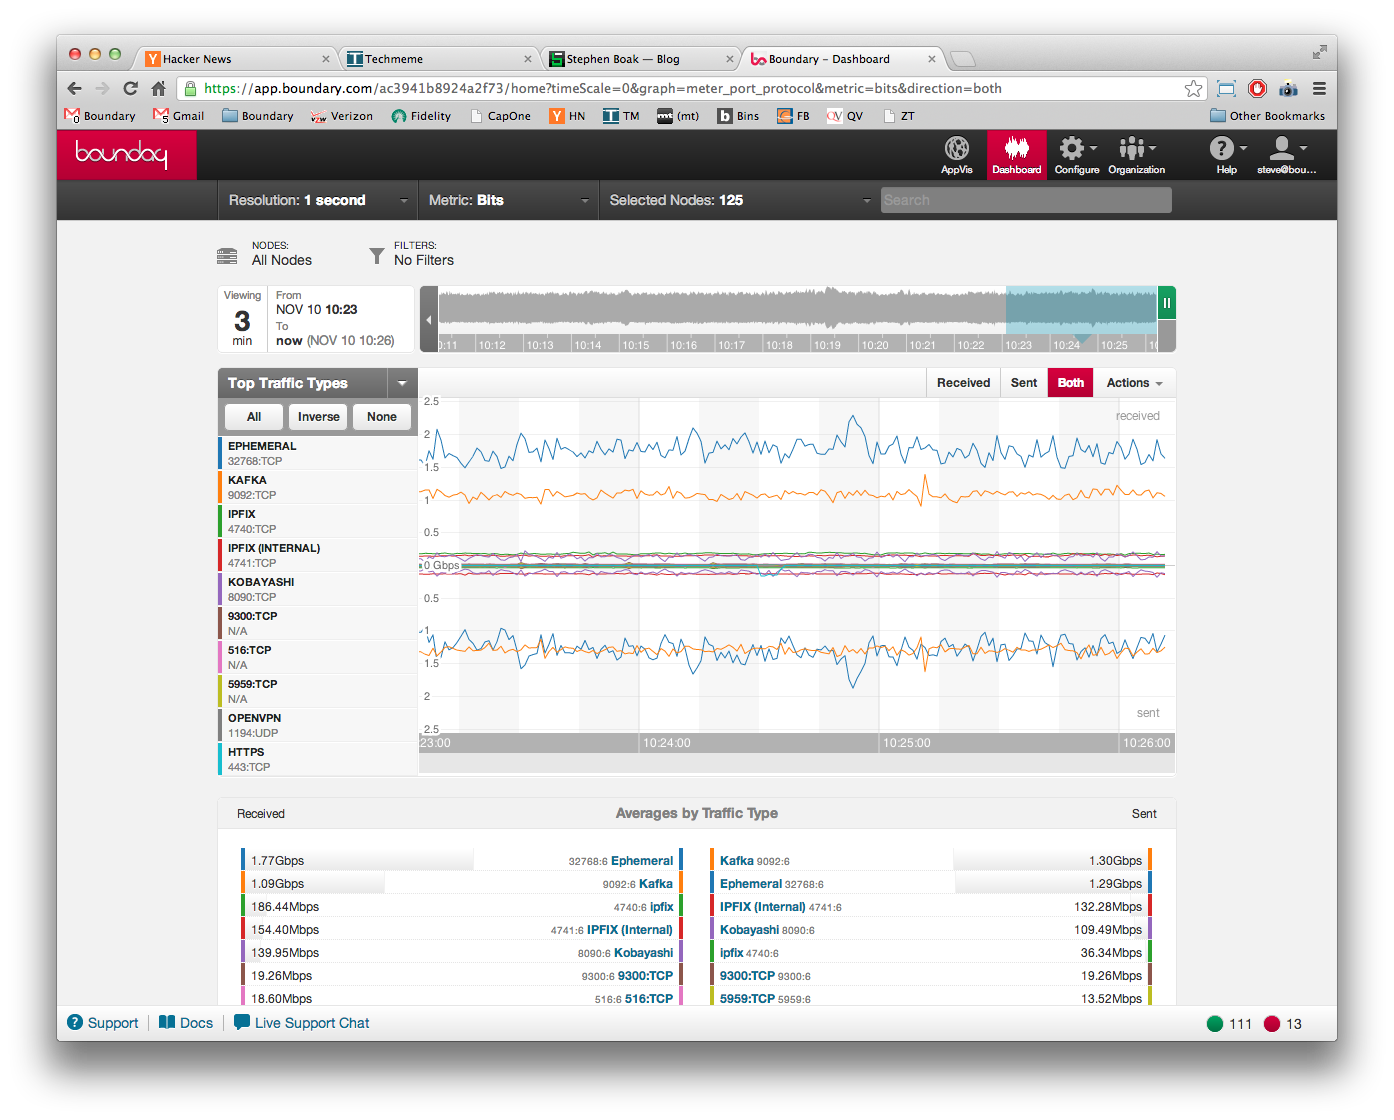 Hacker News
Techmeme
Stephen Boak — Blog
Boundary – Dashboard
https://app.boundary.com/ac3941b8924a2f73/home?timeScale=0&graph=meter_port_protocol&metric=bits&direction=both
Boundary
Gmail
Boundary
Verizon
Fidelity
CapOne
HN
TM
(mt)
Bins
FB
QV
ZT
Other Bookmarks
boundary
AppVis
Dashboard
Configure
Organization
Help
steve@bou...
Resolution: 1 second
Metric: Bits
Selected Nodes: 125
Search
NODES:
All Nodes
FILTERS:
No Filters
Viewing
3
min
From
NOV 10 10:23
To
now (NOV 10 10:26)
10:12
10:13
10:14
10:15
10:16
10:17
10:18
10:19
10:20
10:21
10:22
10:23
10:24
10:25
Top Traffic Types
Received
Sent
Both
Actions
All
Inverse
None
EPHEMERAL
32768:TCP
KAFKA
9092:TCP
IPFIX
4740:TCP
IPFIX (INTERNAL)
4741:TCP
KOBAYASHI
8090:TCP
9300:TCP
N/A
516:TCP
N/A
5959:TCP
N/A
OPENVPN
1194:UDP
HTTPS
443:TCP
2.5
received
2
1.5
1
0.5
0 Gbps
0.5
1
1.5
2
sent
2.5
23:00
10:24:00
10:25:00
10:26:00
Received
Averages by Traffic Type
Sent
1.77Gbps 32768:6 Ephemeral
Kafka 9092:6 1.30Gbps
1.09Gbps 9092:6 Kafka
Ephemeral 32768:6 1.29Gbps
186.44Mbps 4740:6 ipfix
IPFIX (Internal) 4741:6 132.28Mbps
154.40Mbps 4741:6 IPFIX (Internal)
Kobayashi 8090:6 109.49Mbps
139.95Mbps 8090:6 Kobayashi
ipfix 4740:6 36.34Mbps
19.26Mbps 9300:6 9300:TCP
9300:TCP 9300:6 19.26Mbps
18.60Mbps 516:6 516:TCP
5959:TCP 5959:6 13.52Mbps
Support
Docs
Live Support Chat
111
13